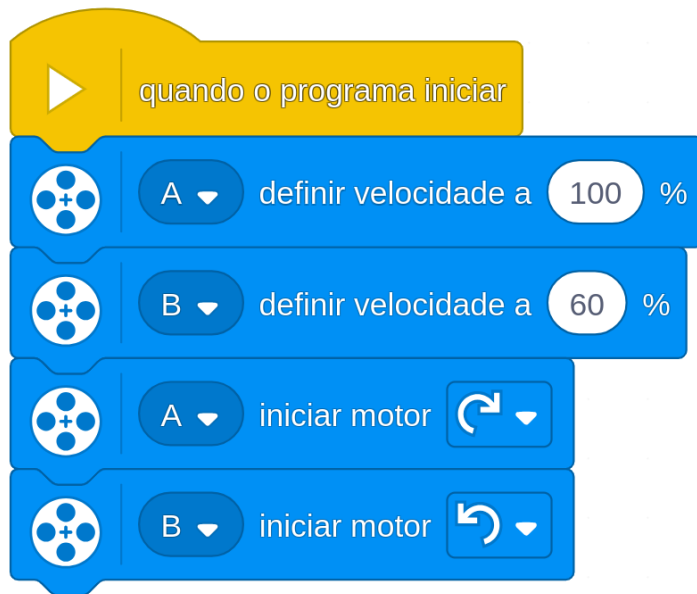 quando o programa iniciar
A definir velocidade a 100 %
B definir velocidade a 60 %
A iniciar motor
B iniciar motor